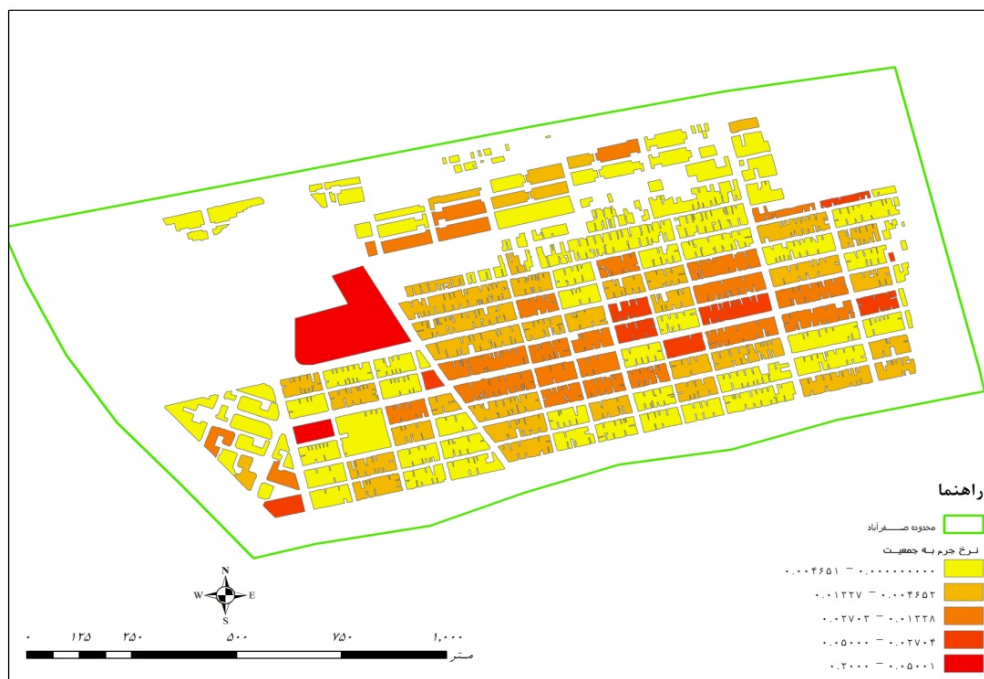 راهنما
محدوده صفرآباد
نرخ جرم به جمعیت
۰.۰۰۴۶۵۱ – ۰.۰۰۰۰۰۰۰۰۰
۰.۰۱۳۲۷ – ۰.۰۰۴۶۵۲
۰.۰۲۷۰۳ – ۰.۰۱۳۲۸
۰.۰۵۰۰۰ – ۰.۰۲۷۰۴
۰.۲۰۰۰ – ۰.۰۵۰۰۱
N
W E
S
۰ ۱۲۵ ۲۵۰ ۵۰۰ ۷۵۰ ۱,۰۰۰
متر